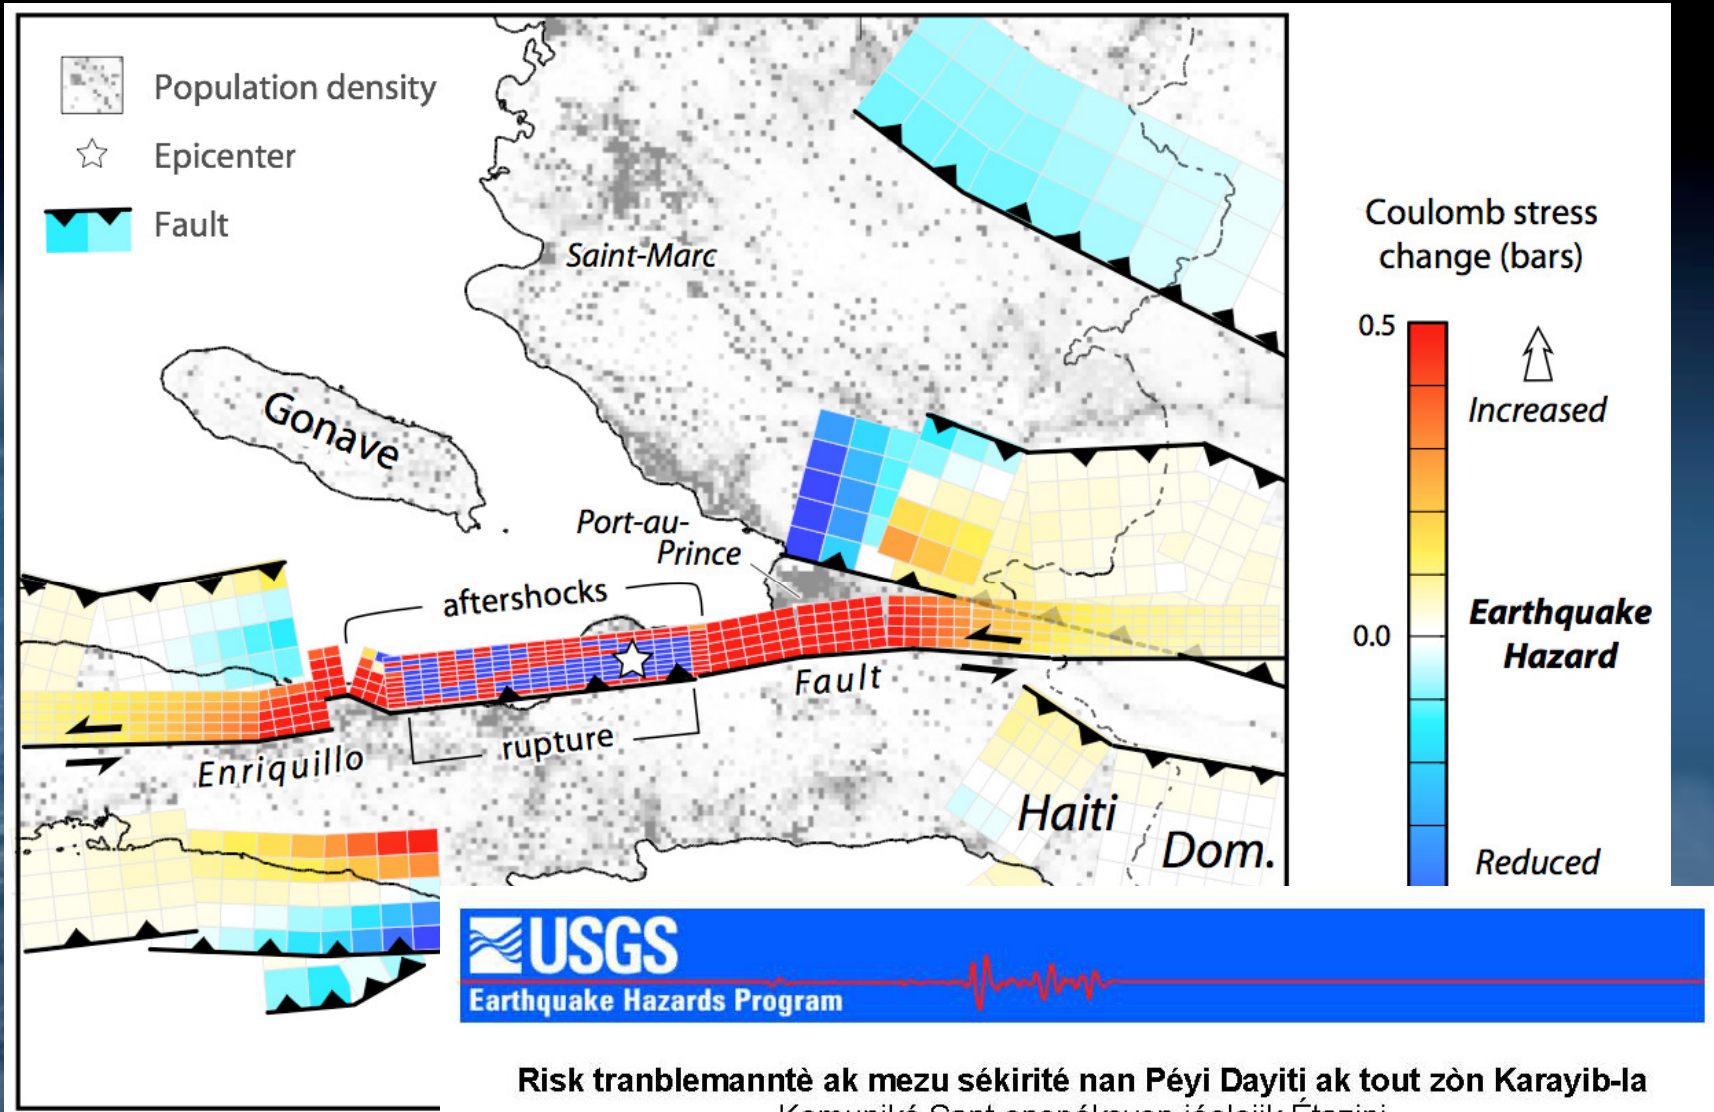 Population density
Epicenter
Fault
Saint-Marc
Gonave
Port-au-
Prince
aftershocks
Fault
rupture
Enriquillo
Haiti
Dom.
Coulomb stress
change (bars)
0.5
Increased
0.0
Earthquake
Hazard
Reduced
USGS
Earthquake Hazards Program
Risk tranblemanntè ak mezu sékirité nan Péyi Dayiti ak tout zòn Karayib-la